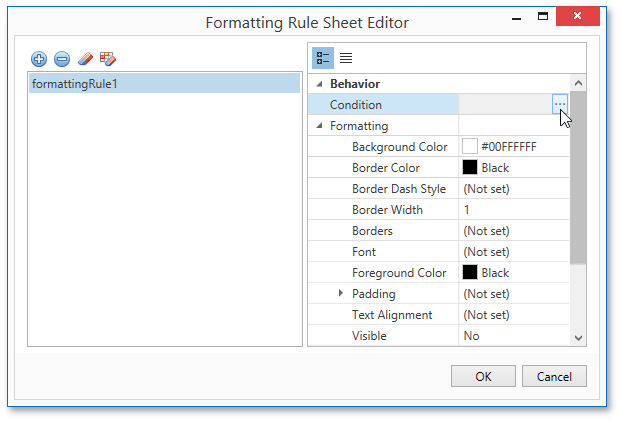 Formatting Rule Sheet Editor
formattingRule1
Behavior
Condition ...
Formatting
Background Color #00FFFFFF
Border Color Black
Border Dash Style (Not set)
Border Width 1
Borders (Not set)
Font (Not set)
Foreground Color Black
Padding (Not set)
Text Alignment (Not set)
Visible No
OK Cancel